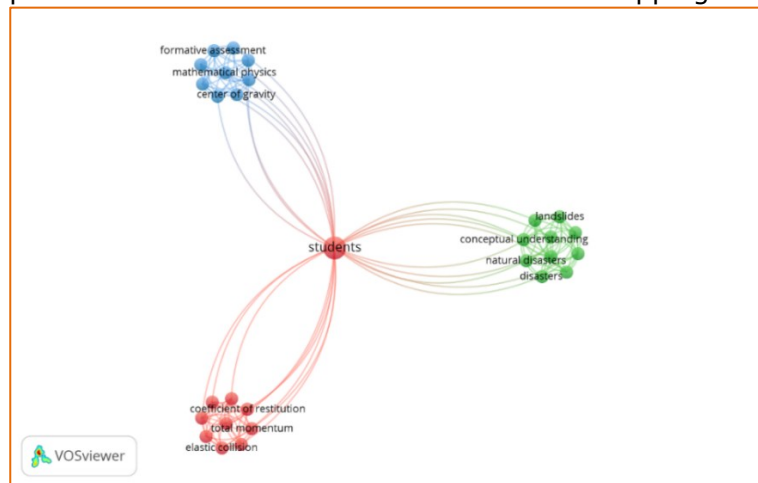 formative assessment
mathematical physics
center of gravity
students
landslides
conceptual understanding
natural disasters
disasters
coefficient of restitution
total momentum
elastic collision
VOSviewer